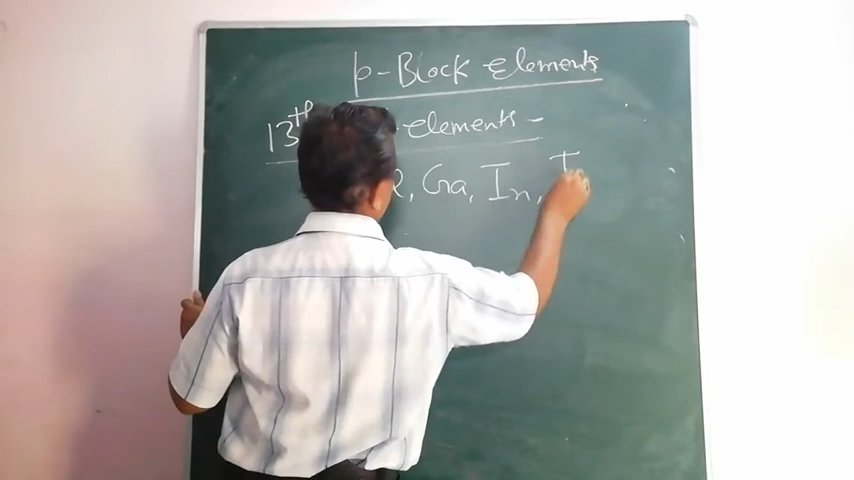 p-Block elements
13th elements -
Ga, In, T